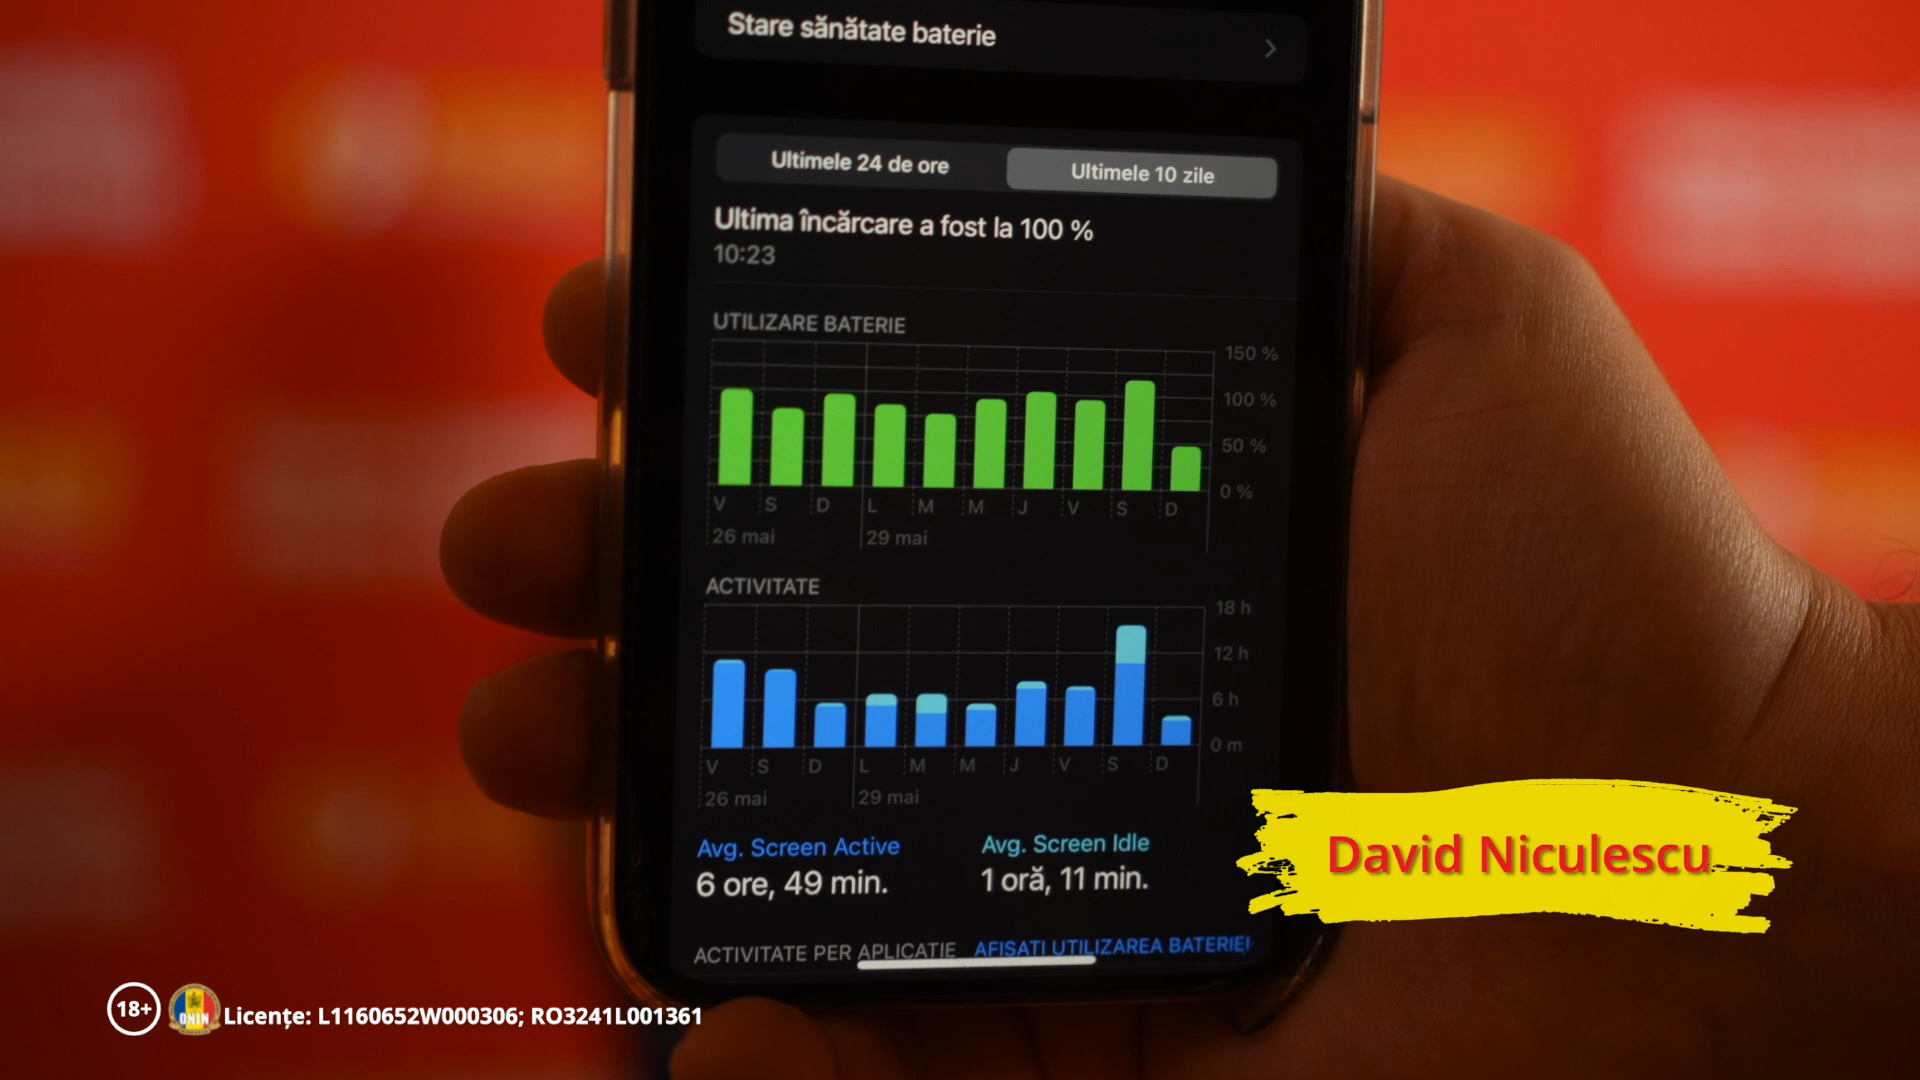 Stare sănătate baterie
Ultimele 24 de ore
Ultimele 10 zile
Ultima încărcare a fost la 100 %
10:23
UTILIZARE BATERIE
150 %
100 %
50 %
0 %
V S D L M M J V S D
26 mai 29 mai
ACTIVITATE
18 h
12 h
6 h
0 m
V S D L M M J V S D
26 mai 29 mai
Avg. Screen Active
Avg. Screen Idle
6 ore, 49 min.
1 oră, 11 min.
ACTIVITATE PER APLICAȚIE
AFIȘAȚI UTILIZAREA BATERIEI
David Niculescu
18+
ONJN
Licențe: L1160652W000306; RO3241L001361